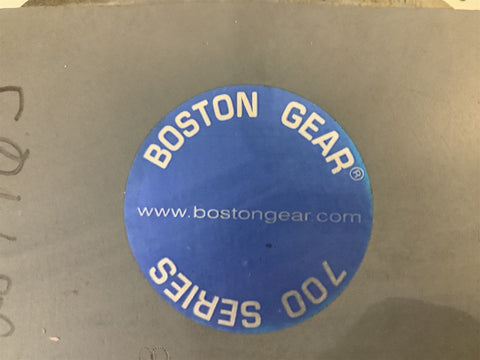 BOSTON GEAR®
www.bostongear.com
700 SERIES